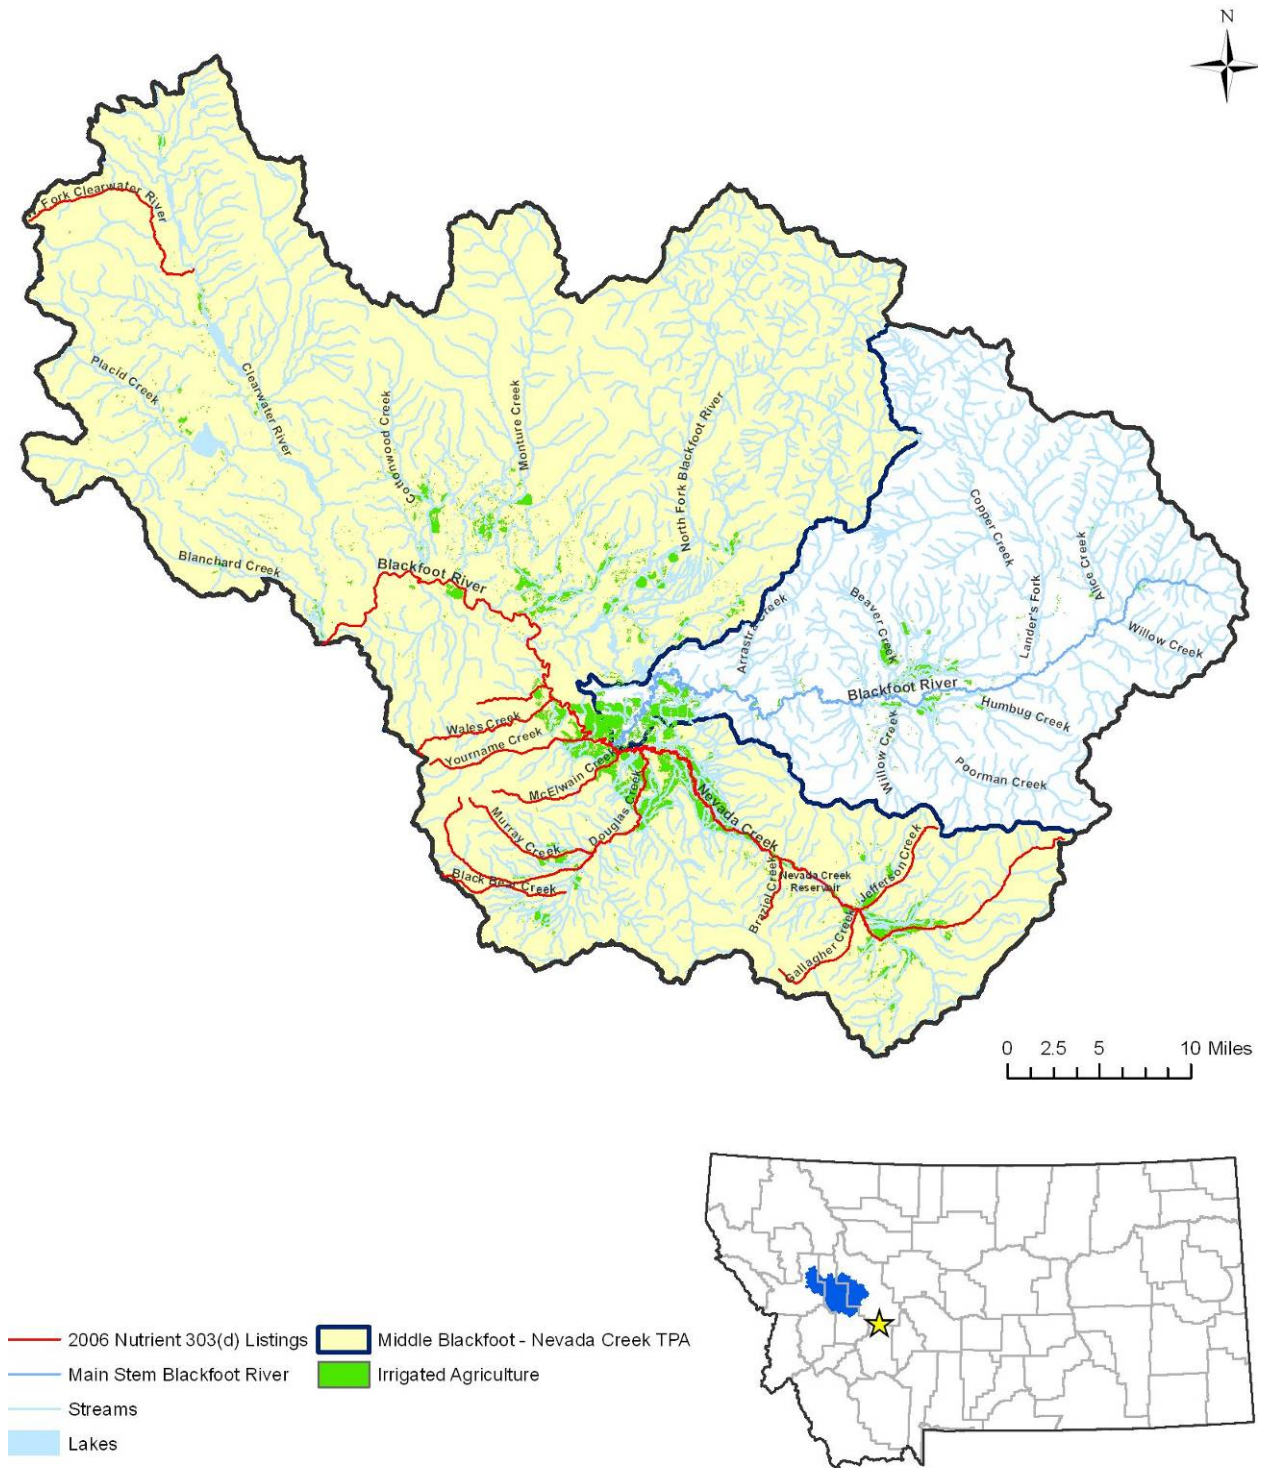 N
Fork Clearwater River
Placid Creek
Clearwater River
Cottonwood Creek
Monture Creek
North Fork Blackfoot River
Blanchard Creek
Blackfoot River
Copper Creek
Alice Creek
Lander's Fork
Beaver Creek
Arrastra Creek
Willow Creek
Blackfoot River
Humbug Creek
Willow Creek
Poorman Creek
Wales Creek
Yourname Creek
McElwain Creek
Douglas Creek
Nevada Creek
Murray Creek
Black Bear Creek
Braziel Creek
Nevada Creek
Reservoir
Jefferson Creek
Gallagher Creek
0 2.5 5 10 Miles
2006 Nutrient 303(d) Listings
Main Stem Blackfoot River
Streams
Lakes
Middle Blackfoot - Nevada Creek TPA
Irrigated Agriculture